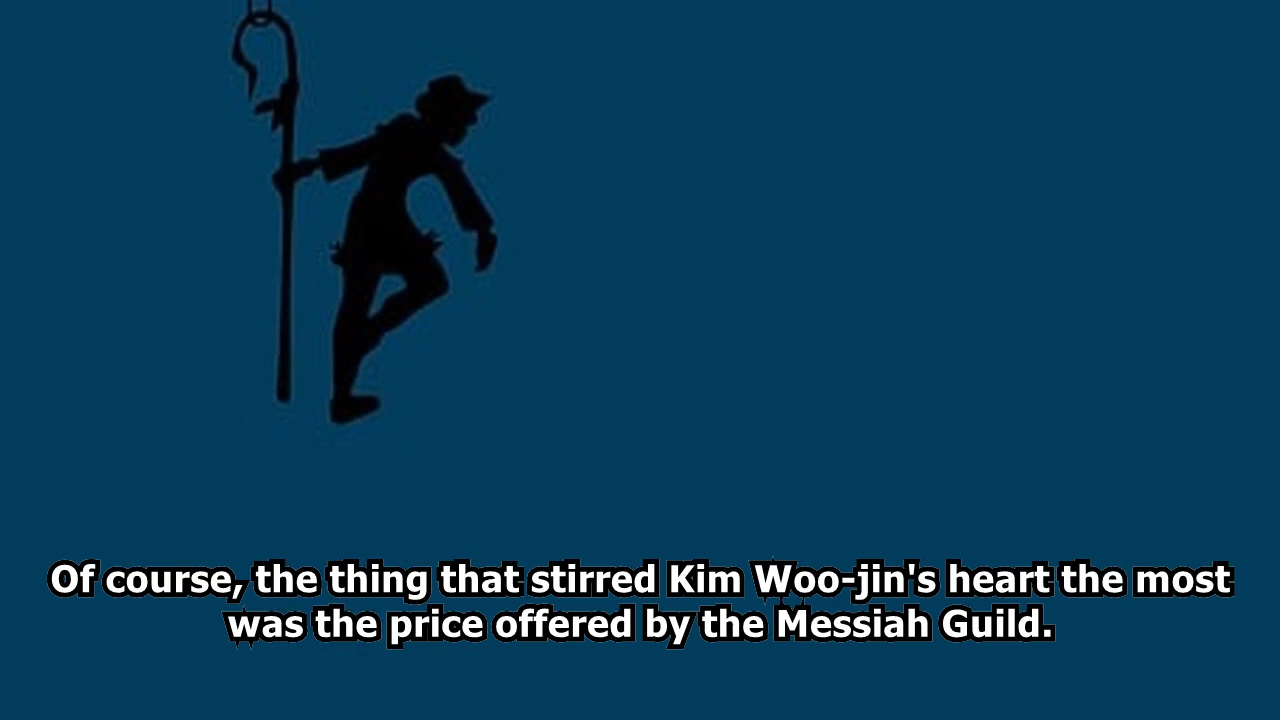 Of course, the thing that stirred Kim Woo-jin's heart the most
was the price offered by the Messiah Guild.